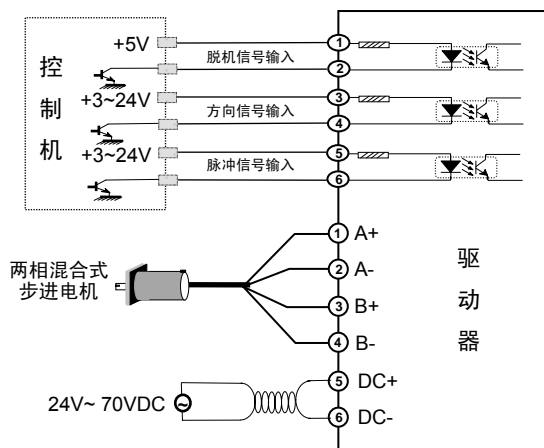 控制机
+5V
脱机信号输入
1
2
+3~24V
方向信号输入
3
4
+3~24V
脉冲信号输入
5
6
两相混合式
步进电机
1 A+
2 A-
3 B+
4 B-
驱动器
24V~ 70VDC
5 DC+
6 DC-